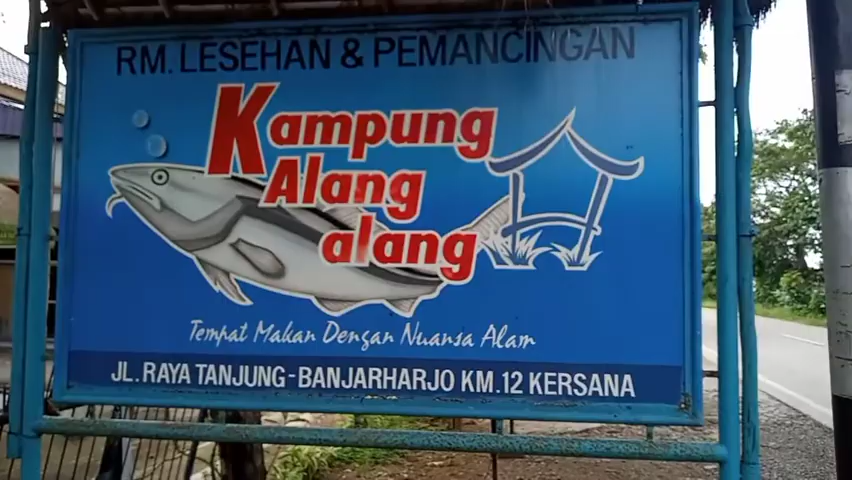 RM. LESEHAN & PEMANCINGAN
Kampung
Alang
alang
Tempat Makan Dengan Nuansa Alam
JL. RAYA TANJUNG - BANJARHARJO KM. 12 KERSANA